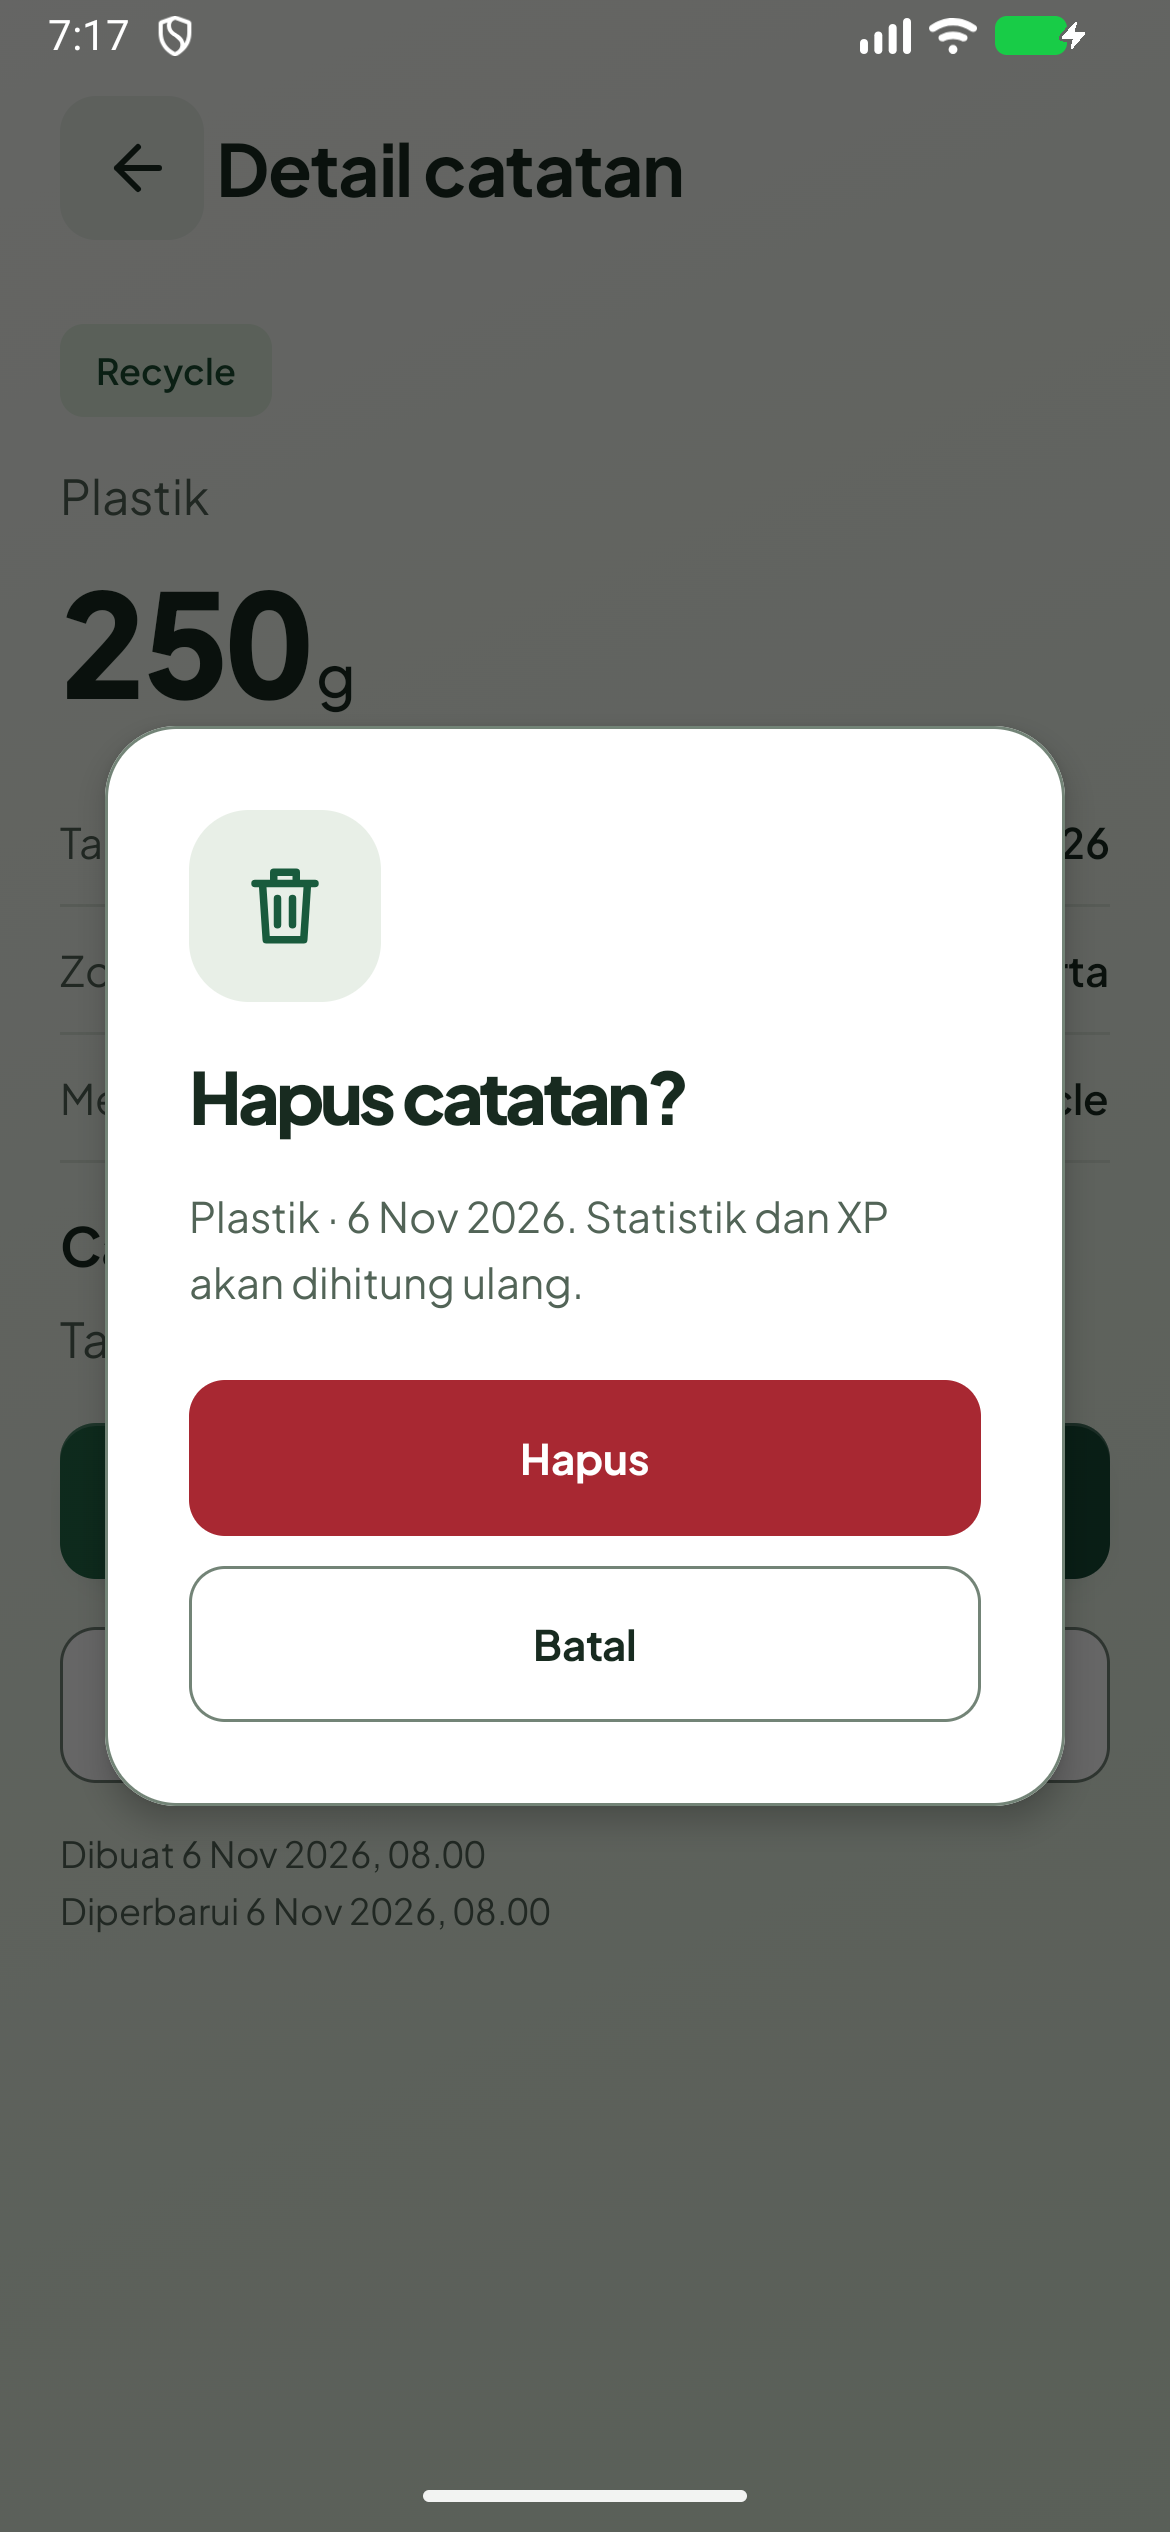 7:17
Detail catatan
Recycle
Plastik
250 g
Hapus catatan?
Plastik · 6 Nov 2026. Statistik dan XP
akan dihitung ulang.
Hapus
Batal
Dibuat 6 Nov 2026, 08.00
Diperbarui 6 Nov 2026, 08.00